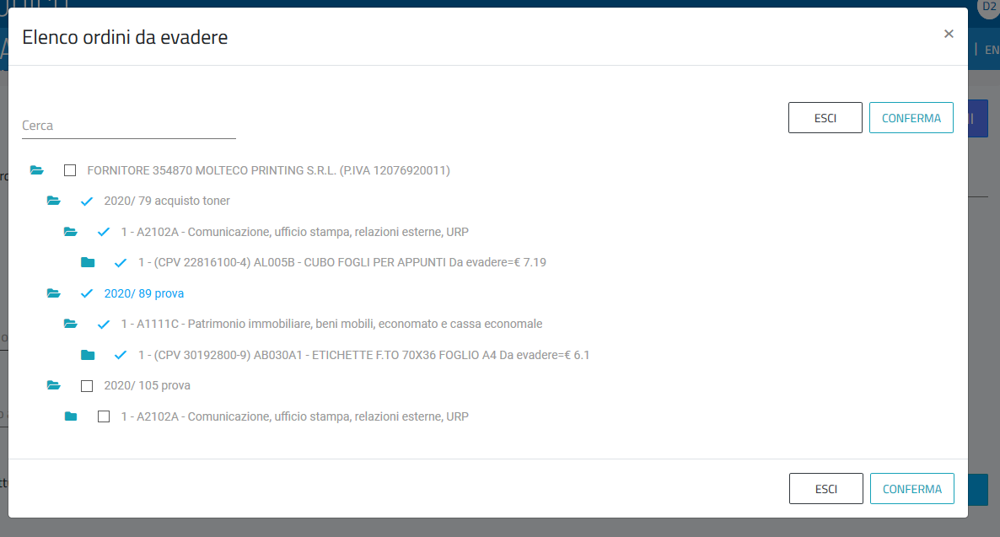 D2
EN
Elenco ordini da evadere
×
Cerca
ESCI
CONFERMA
FORNITORE 354870 MOLTECO PRINTING S.R.L. (P.IVA 12076920011)
2020/ 79 acquisto toner
1 - A2102A - Comunicazione, ufficio stampa, relazioni esterne, URP
1 - (CPV 22816100-4) AL005B - CUBO FOGLI PER APPUNTI Da evadere=€ 7.19
2020/ 89 prova
1 - A1111C - Patrimonio immobiliare, beni mobili, economato e cassa economale
1 - (CPV 30192800-9) AB030A1 - ETICHETTE F.TO 70X36 FOGLIO A4 Da evadere=€ 6.1
2020/ 105 prova
1 - A2102A - Comunicazione, ufficio stampa, relazioni esterne, URP
ESCI
CONFERMA